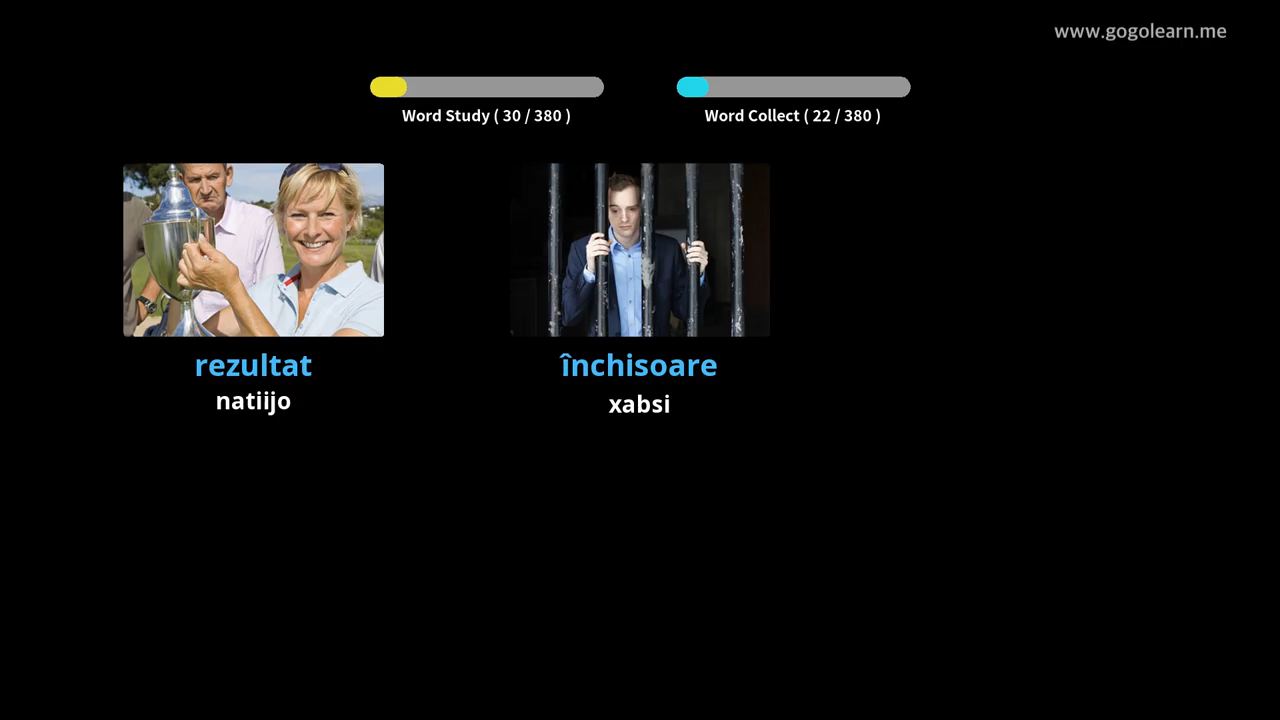 www.gogolearn.me
Word Study ( 30 / 380 )
Word Collect ( 22 / 380 )
rezultat
natiijo
închisoare
xabsi